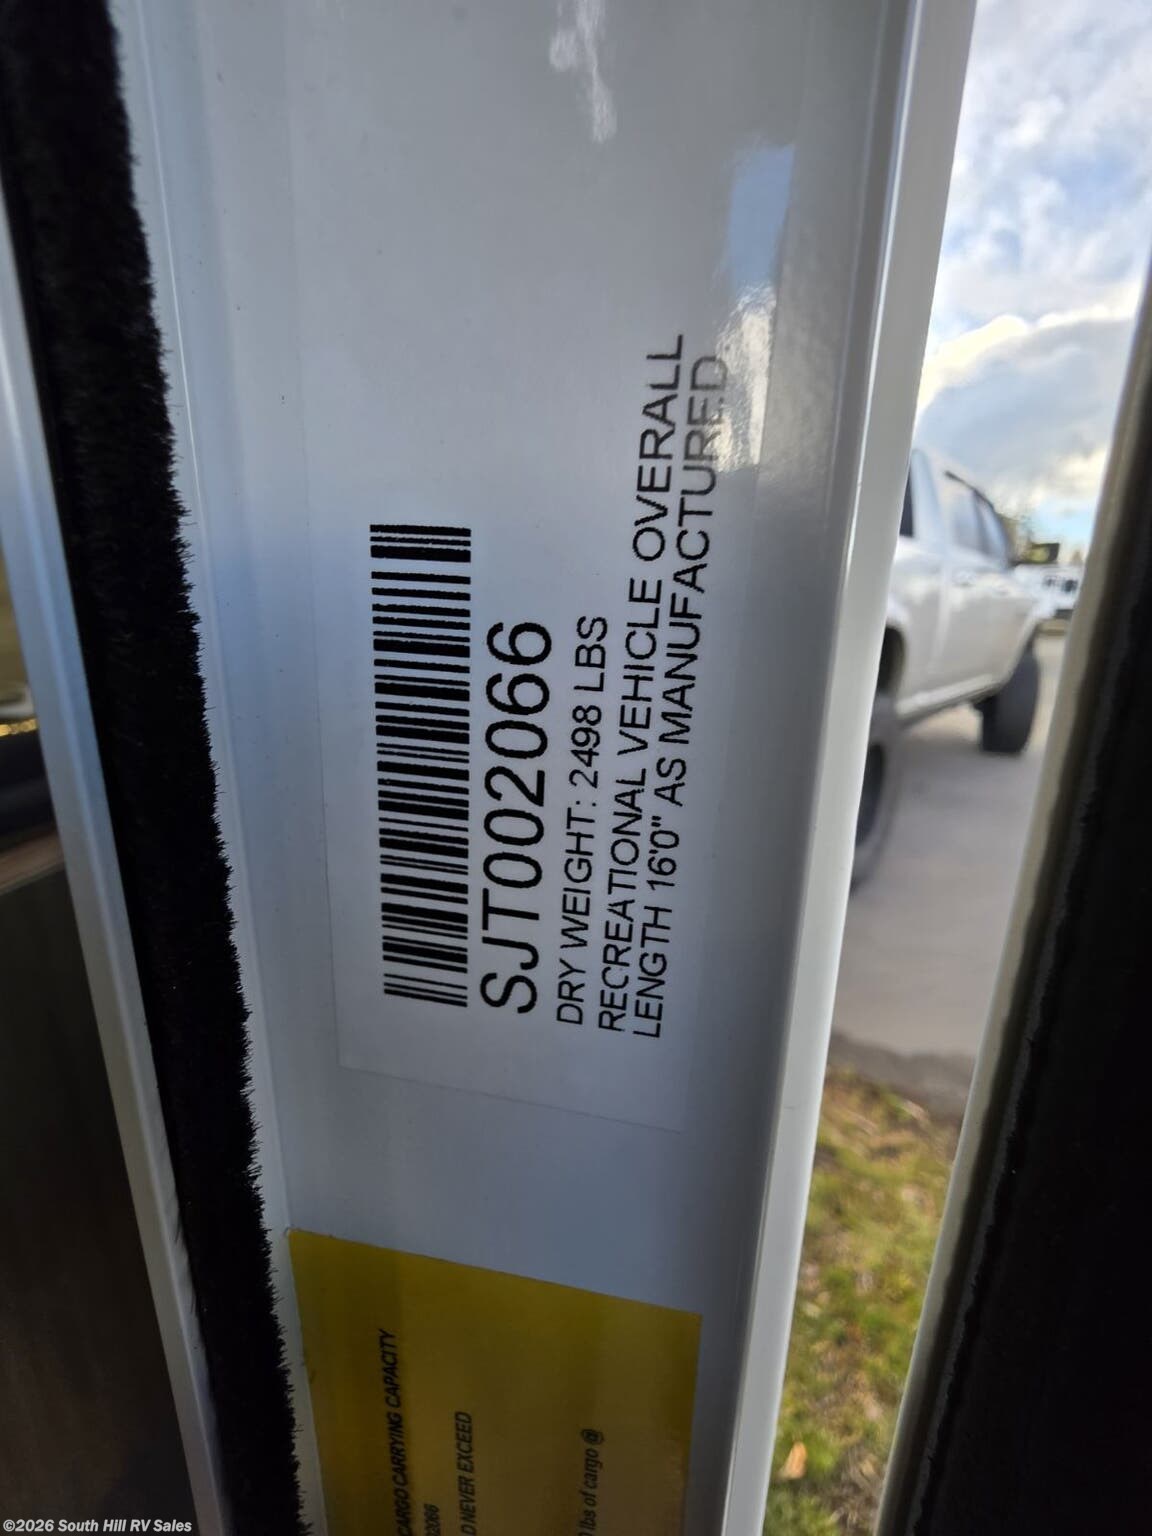 SJT002066
DRY WEIGHT: 2498 LBS
RECREATIONAL VEHICLE OVERALL
LENGTH 16'0" AS MANUFACTURED
CARGO CARRYING CAPACITY
2066
D NEVER EXCEED
lbs of cargo @
©2026 South Hill RV Sales